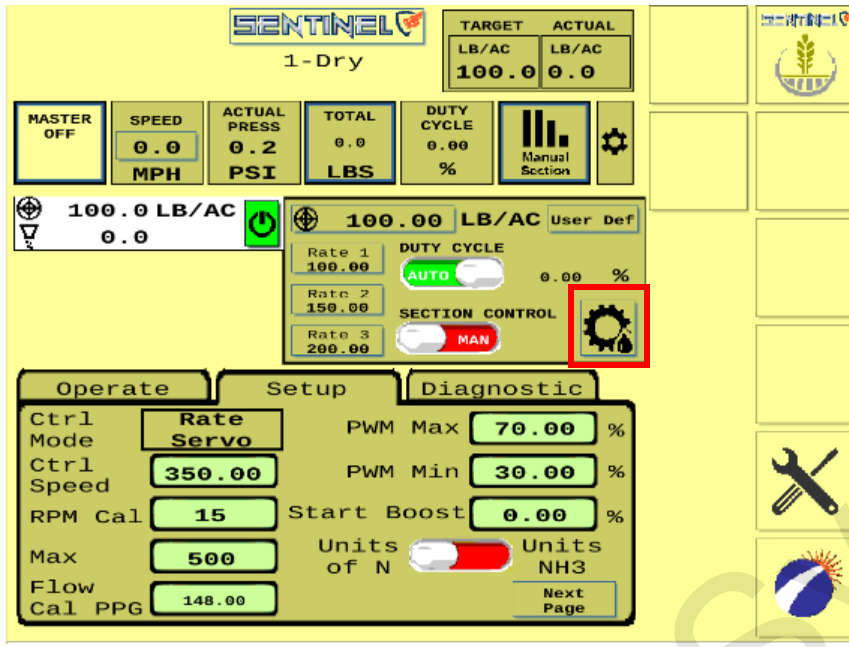 SENTINEL
1-Dry
TARGET ACTUAL
LB/AC LB/AC
100.0 0.0
SENTINEL
MASTER
OFF
SPEED
0.0
MPH
ACTUAL
PRESS
0.2
PSI
TOTAL
0.0
LBS
DUTY
CYCLE
0.00
%
Manual
Section
100.0 LB/AC
0.0
100.00 LB/AC User Def
Rate 1
100.00
DUTY CYCLE
AUTO
0.00 %
Rate 2
150.00
SECTION CONTROL
MAN
Rate 3
200.00
Operate Setup Diagnostic
Ctrl
Mode
Rate
Servo
PWM Max 70.00 %
Ctrl
Speed
350.00
PWM Min 30.00 %
RPM Cal 15
Start Boost 0.00 %
Max 500
Units
of N
Units
NH3
Flow
Cal PPG
148.00
Next
Page